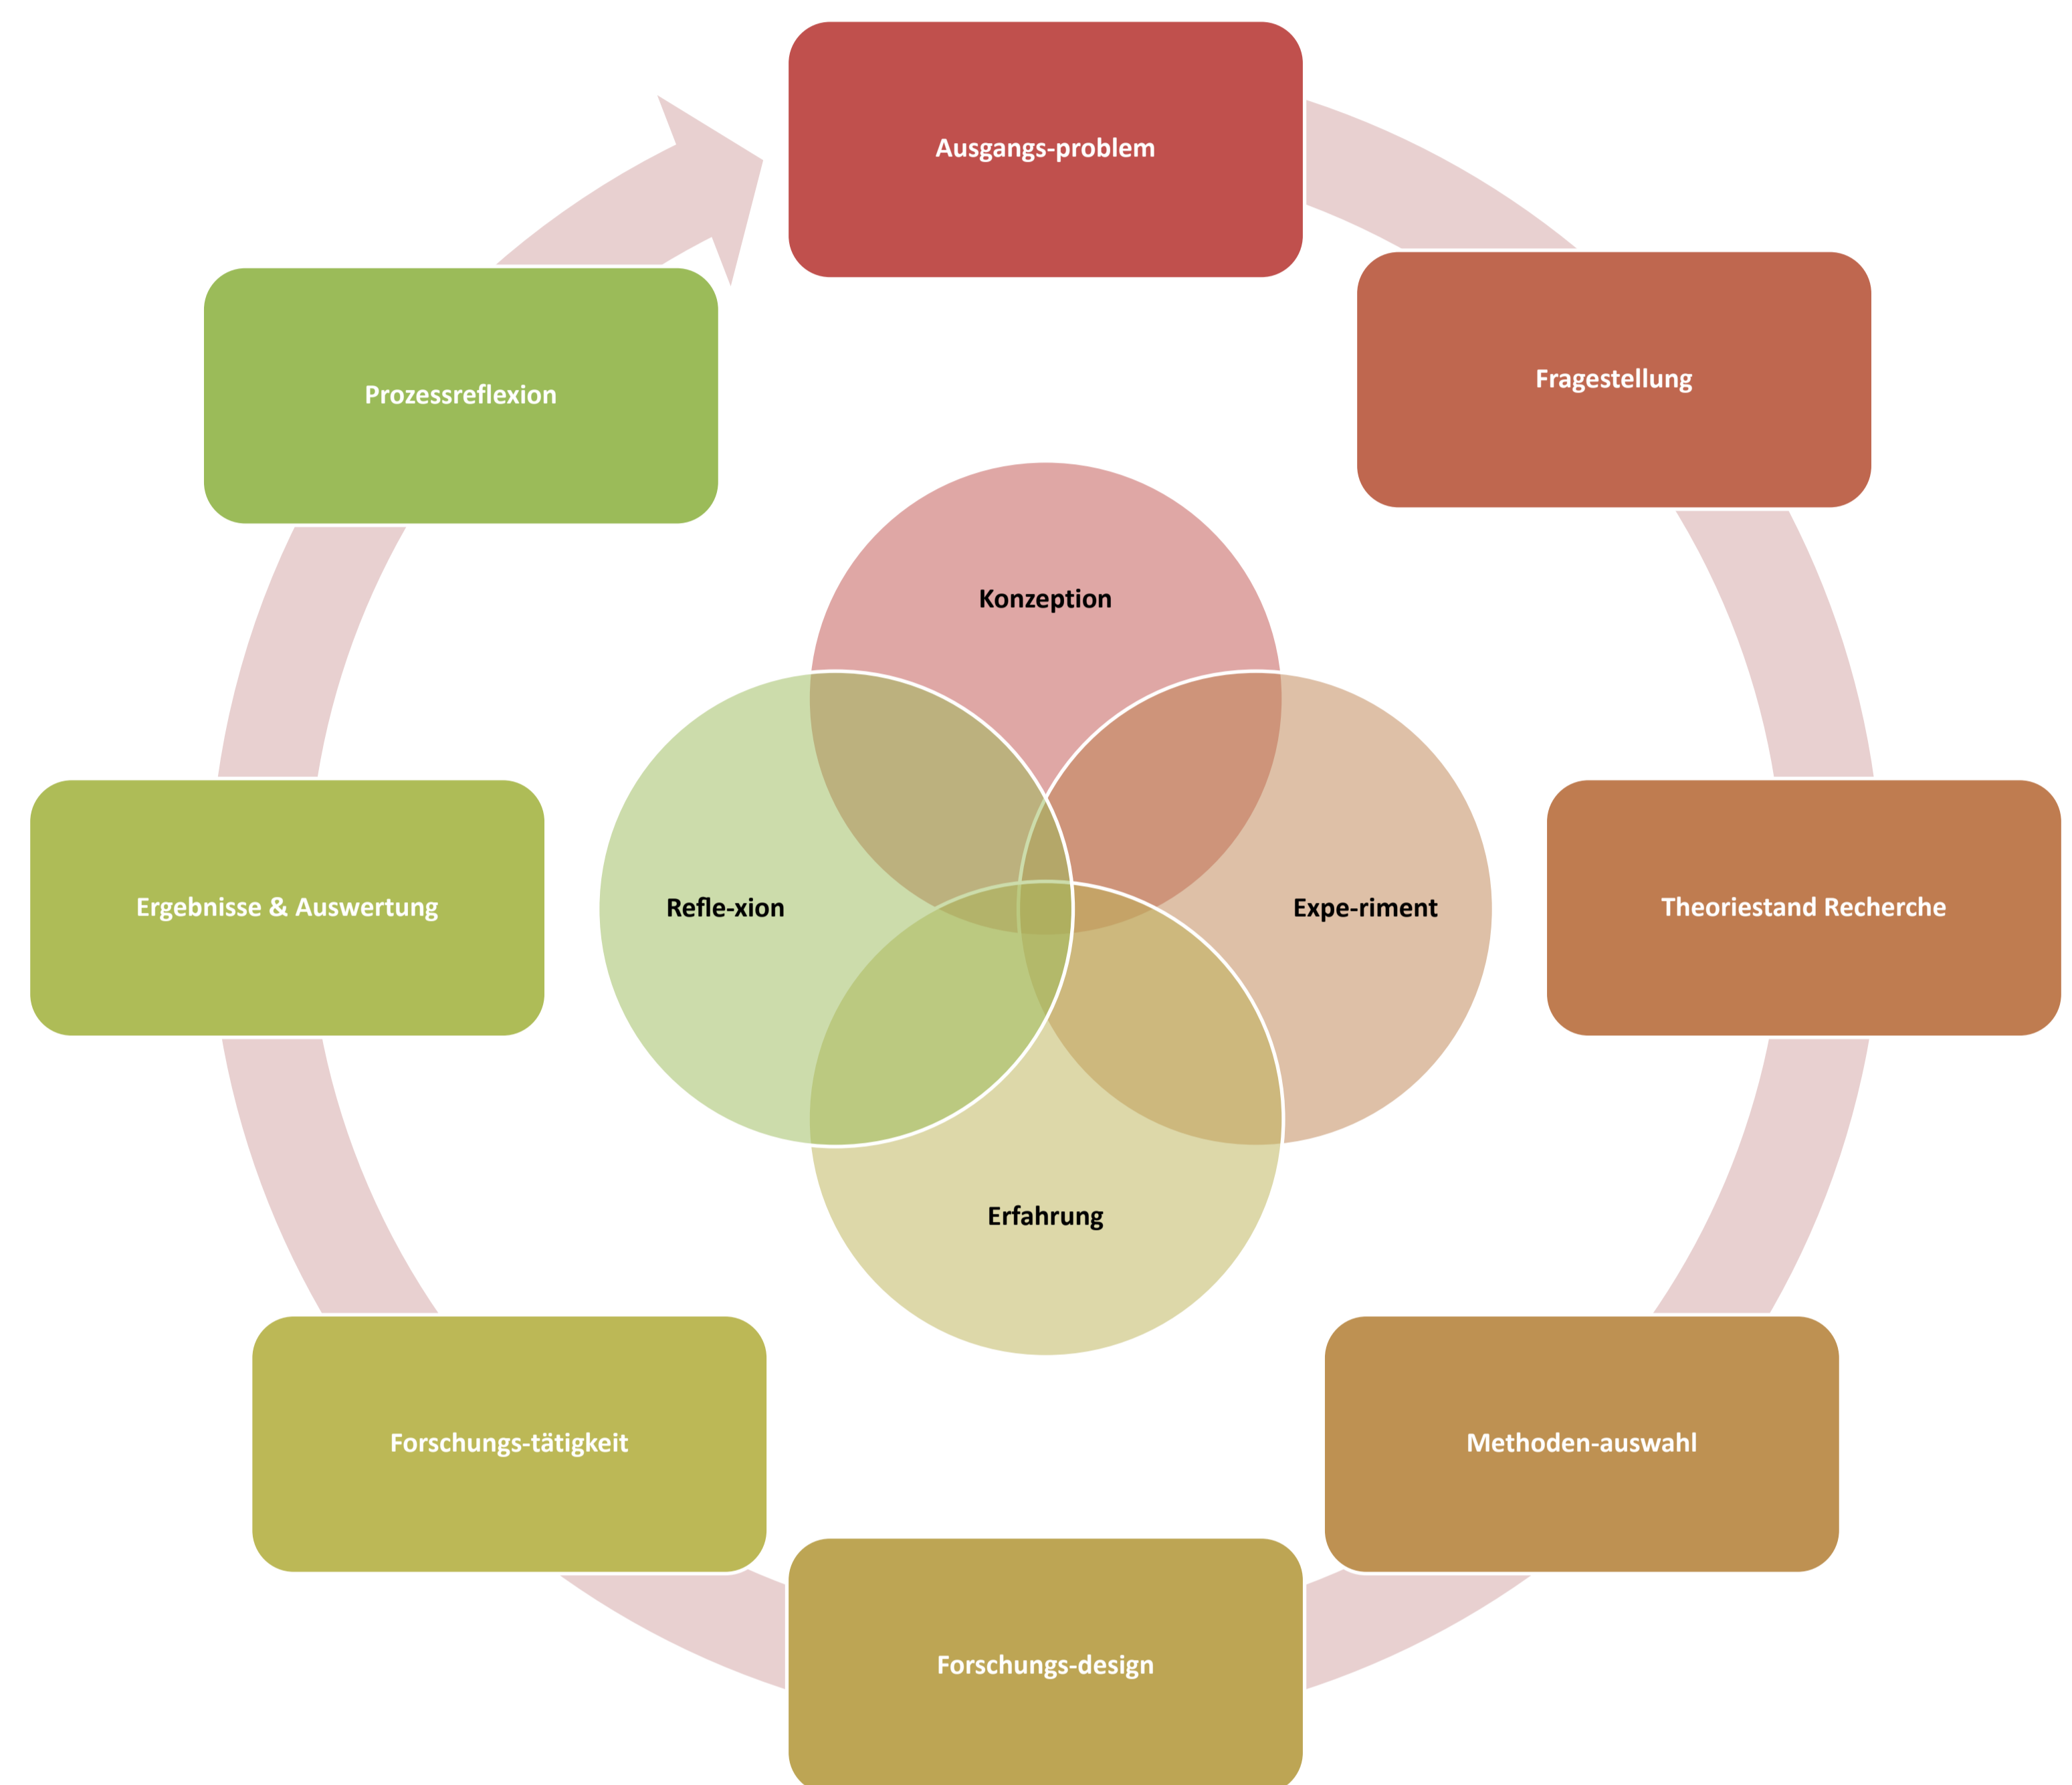 Ausgangs-problem
Fragestellung
Theoriestand Recherche
Methoden-auswahl
Forschungs-design
Forschungs-tätigkeit
Ergebnisse & Auswertung
Prozessreflexion
Konzeption
Expe-riment
Erfahrung
Refle-xion